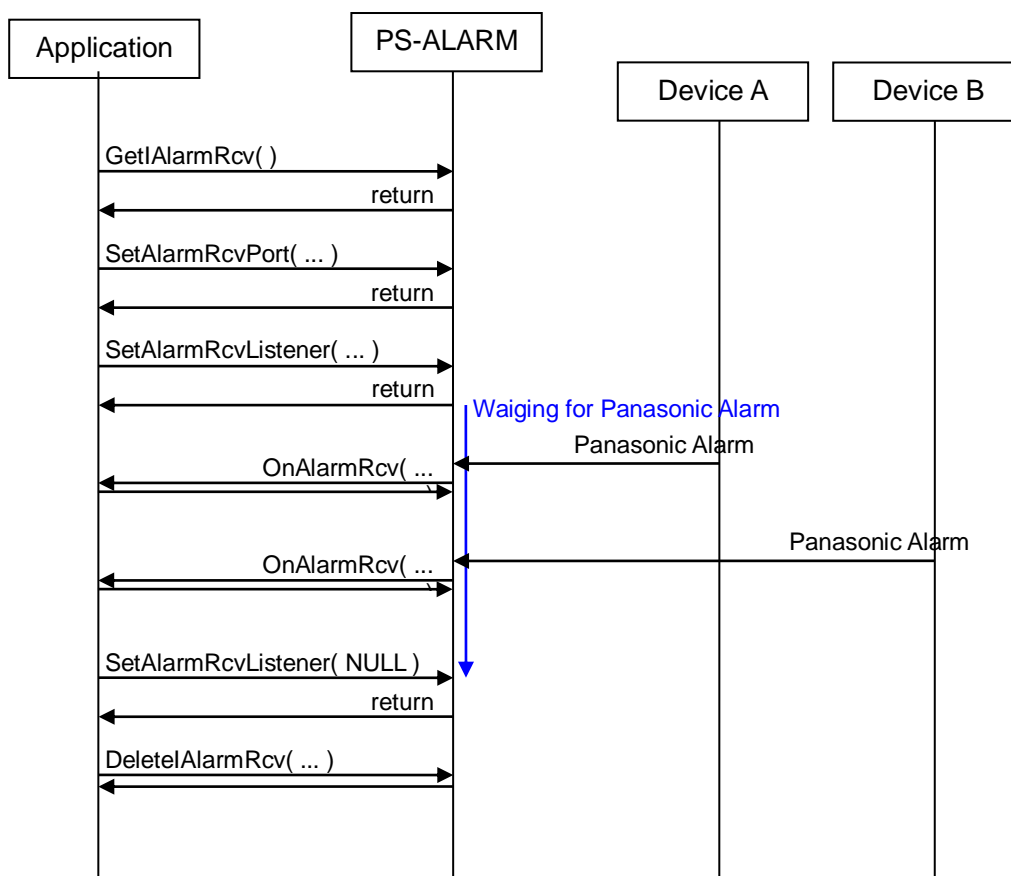 Application
PS-ALARM
Device A
Device B
GetIAlarmRcv( )
return
SetAlarmRcvPort( ... )
return
SetAlarmRcvListener( ... )
return
Waiging for Panasonic Alarm
Panasonic Alarm
OnAlarmRcv( ...
Panasonic Alarm
OnAlarmRcv( ...
SetAlarmRcvListener( NULL )
return
DeleteIAlarmRcv( ... )